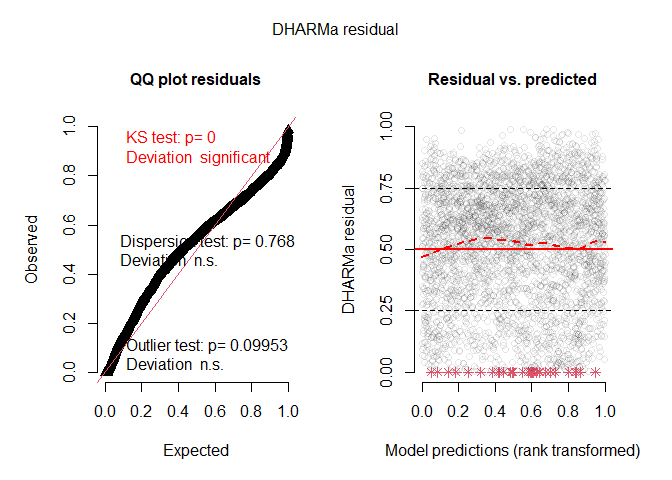 DHARMa residual
QQ plot residuals
KS test: p= 0
Deviation significant
Dispersion test: p= 0.768
Deviation n.s.
Outlier test: p= 0.09953
Deviation n.s.
Observed
0.0 0.2 0.4 0.6 0.8 1.0
0.0 0.2 0.4 0.6 0.8 1.0
Expected
Residual vs. predicted
DHARMa residual
0.00 0.25 0.50 0.75 1.00
0.0 0.2 0.4 0.6 0.8 1.0
Model predictions (rank transformed)